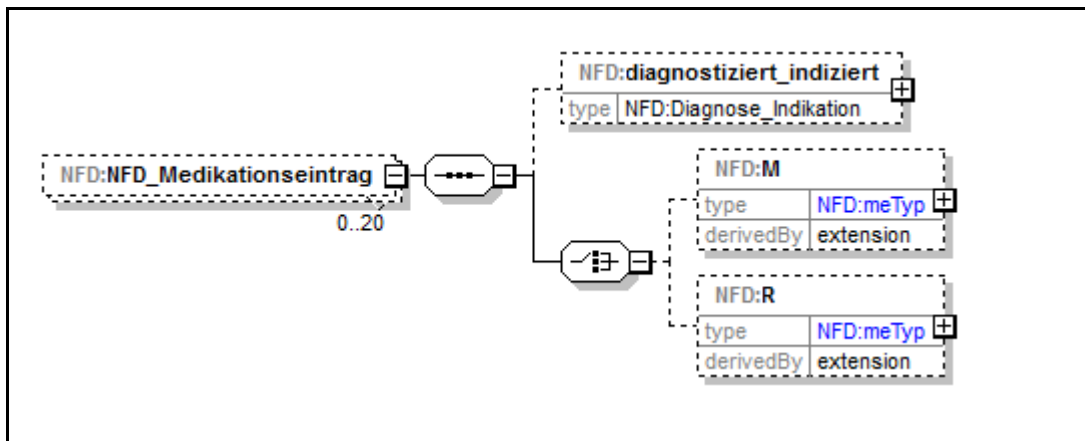 NFD:diagnostiziert_indiziert
type NFD:Diagnose_Indikation
NFD:NFD_Medikationseintrag
0..20
NFD:M
type NFD:meTyp
derivedBy extension
NFD:R
type NFD:meTyp
derivedBy extension